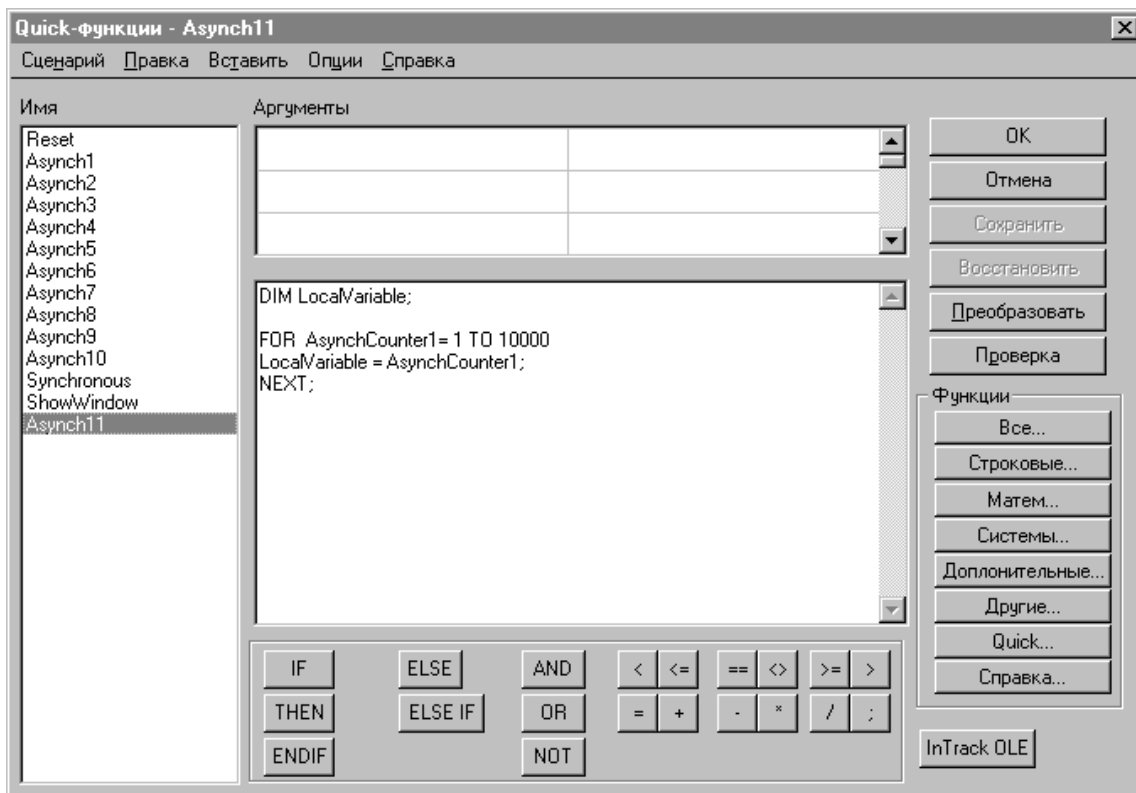 Quick-функции - Asynch11
Сценарий Правка Вставить Опции Справка
Имя
Аргументы
Reset
Asynch1
Asynch2
Asynch3
Asynch4
Asynch5
Asynch6
Asynch7
Asynch8
Asynch9
Asynch10
Synchronous
ShowWindow
Asynch11
DIM LocalVariable;
FOR AsynchCounter1= 1 TO 10000
LocalVariable = AsynchCounter1;
NEXT;
OK
Отмена
Сохранить
Восстановить
Преобразовать
Проверка
Функции
Все...
Строковые...
Матем...
Системы...
Доплонительные...
Другие...
Quick...
Справка...
InTrack OLE
IF ELSE AND < <= == <> >= >
THEN ELSE IF OR = + - * / ;
ENDIF NOT